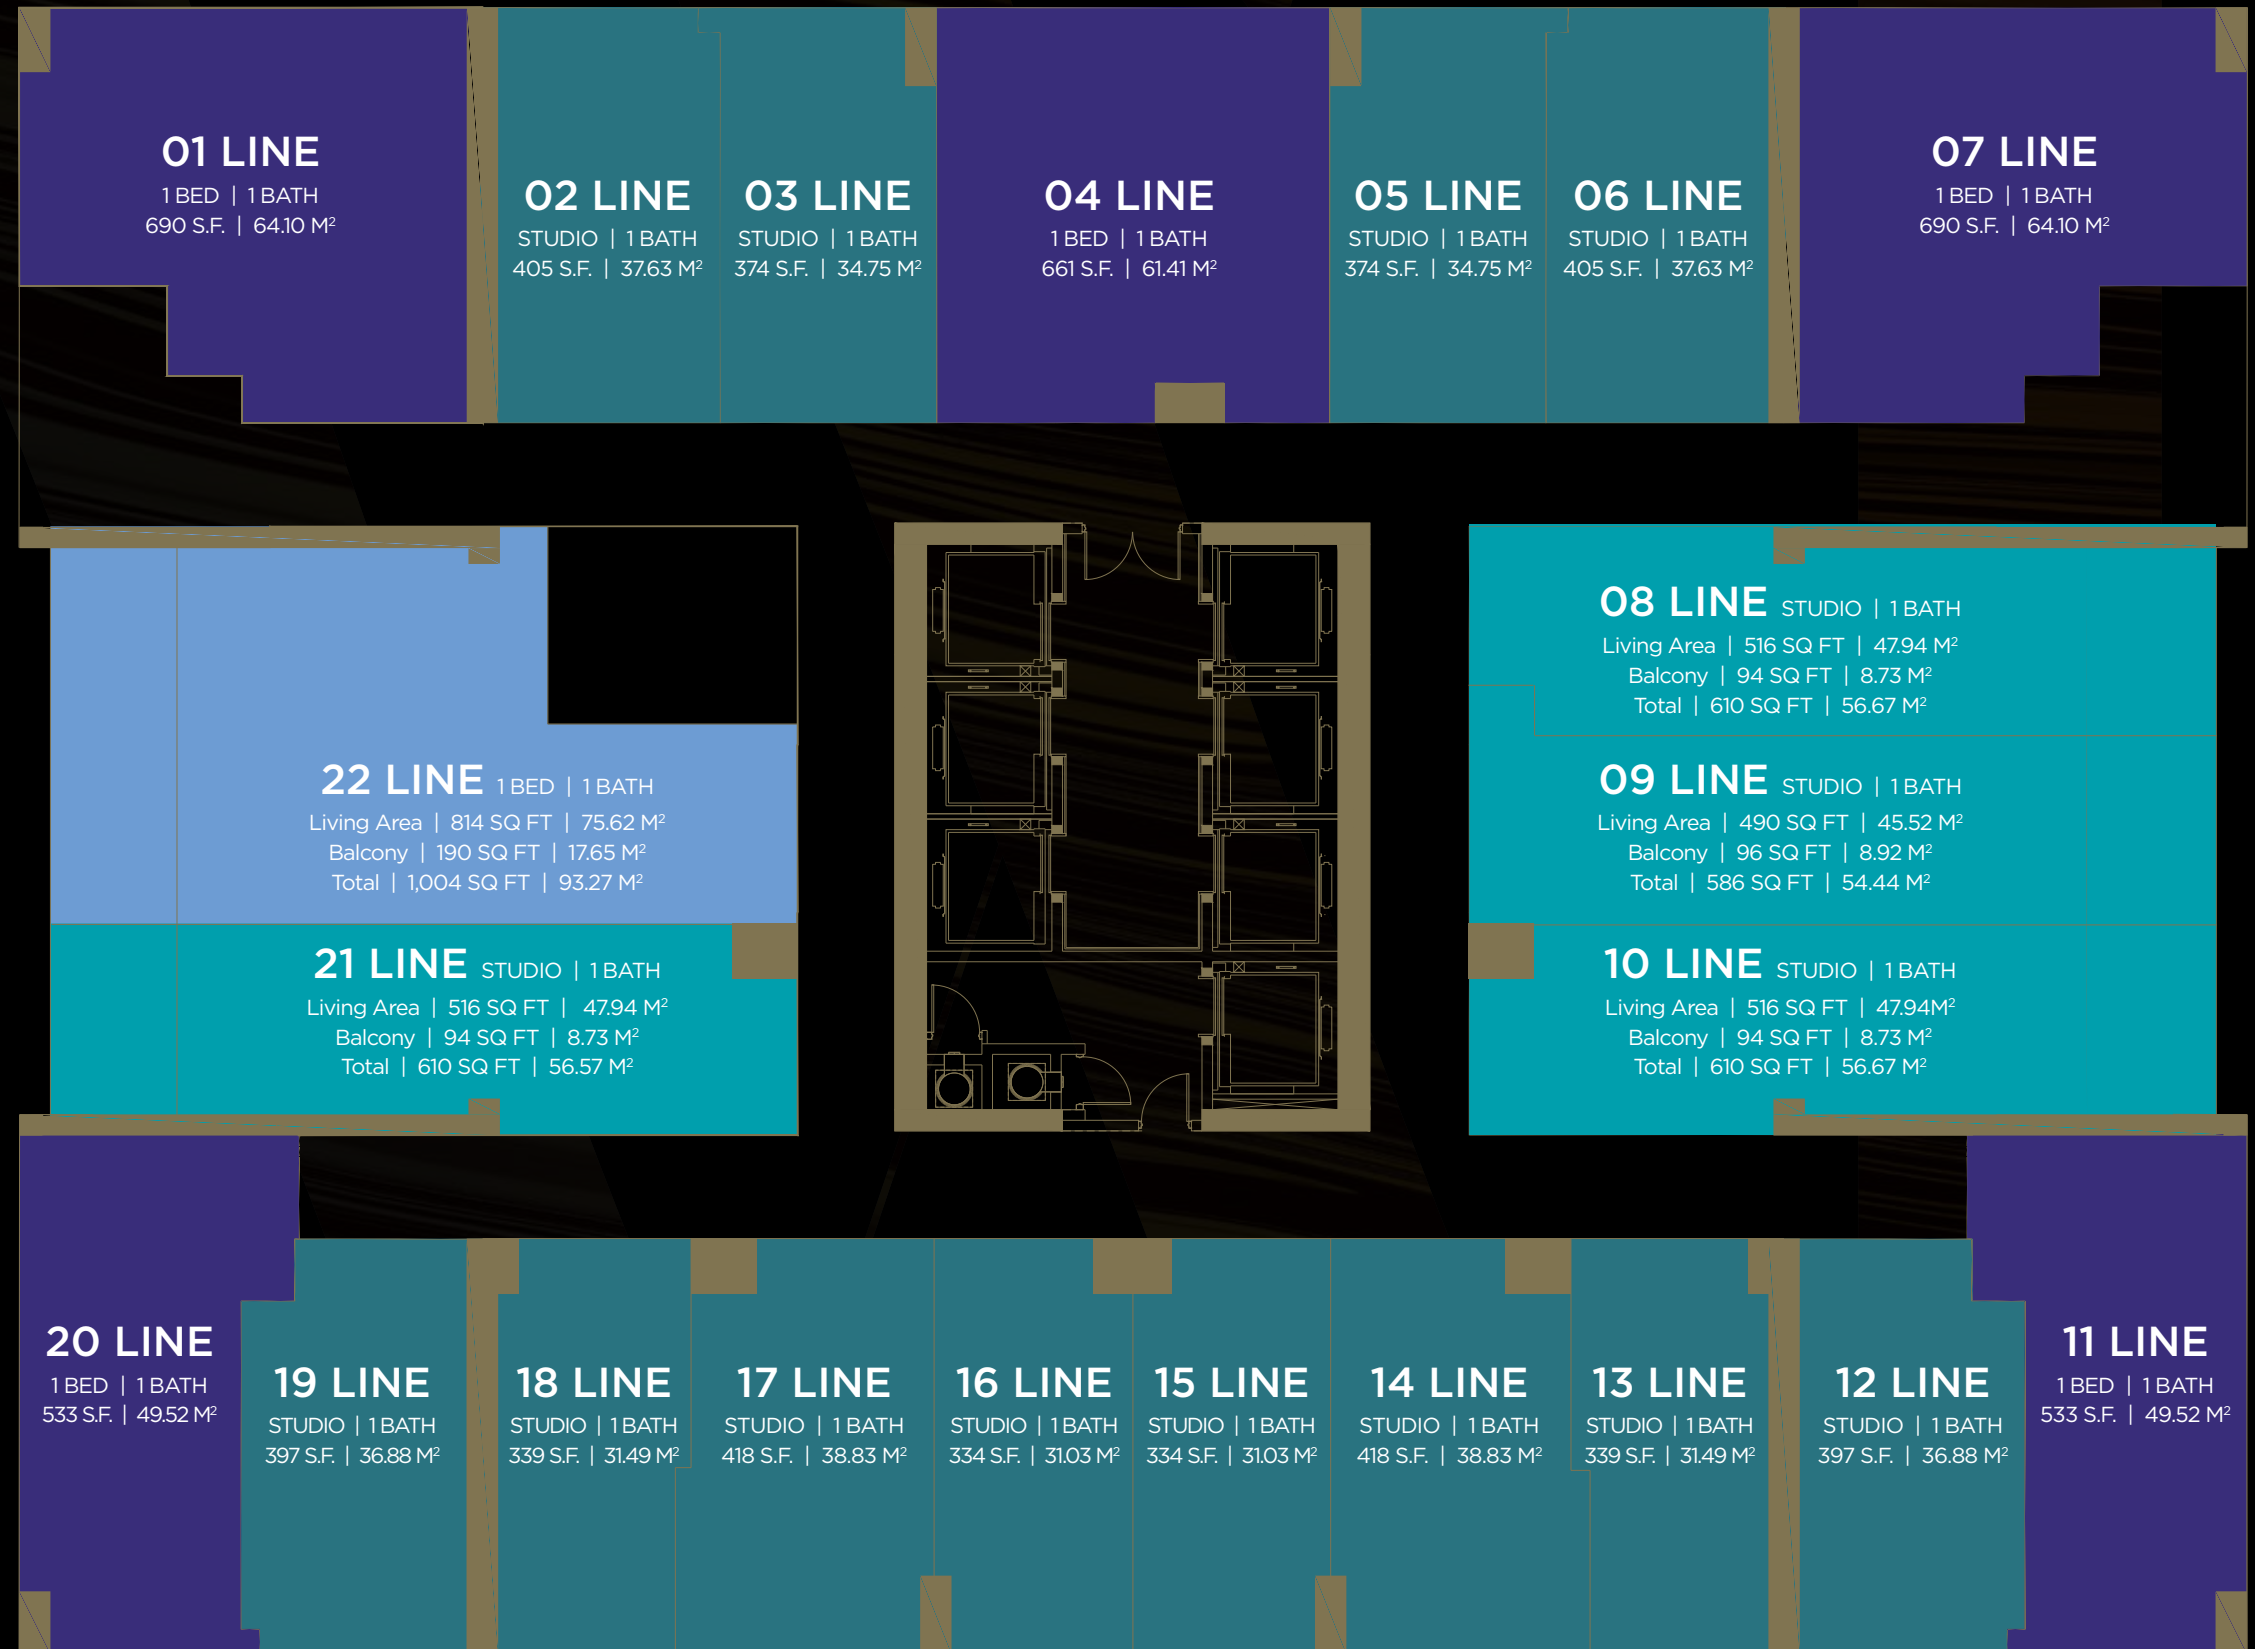 01 LINE
1 BED | 1 BATH
690 S.F. | 64.10 M²
02 LINE
STUDIO | 1 BATH
405 S.F. | 37.63 M²
03 LINE
STUDIO | 1 BATH
374 S.F. | 34.75 M²
04 LINE
1 BED | 1 BATH
661 S.F. | 61.41 M²
05 LINE
STUDIO | 1 BATH
374 S.F. | 34.75 M²
06 LINE
STUDIO | 1 BATH
405 S.F. | 37.63 M²
07 LINE
1 BED | 1 BATH
690 S.F. | 64.10 M²
08 LINE STUDIO | 1 BATH
Living Area | 516 SQ FT | 47.94 M²
Balcony | 94 SQ FT | 8.73 M²
Total | 610 SQ FT | 56.67 M²
22 LINE 1 BED | 1 BATH
Living Area | 814 SQ FT | 75.62 M²
Balcony | 190 SQ FT | 17.65 M²
Total | 1,004 SQ FT | 93.27 M²
09 LINE STUDIO | 1 BATH
Living Area | 490 SQ FT | 45.52 M²
Balcony | 96 SQ FT | 8.92 M²
Total | 586 SQ FT | 54.44 M²
21 LINE STUDIO | 1 BATH
Living Area | 516 SQ FT | 47.94 M²
Balcony | 94 SQ FT | 8.73 M²
Total | 610 SQ FT | 56.57 M²
10 LINE STUDIO | 1 BATH
Living Area | 516 SQ FT | 47.94M²
Balcony | 94 SQ FT | 8.73 M²
Total | 610 SQ FT | 56.67 M²
20 LINE
1 BED | 1 BATH
533 S.F. | 49.52 M²
19 LINE
STUDIO | 1 BATH
397 S.F. | 36.88 M²
18 LINE
STUDIO | 1 BATH
339 S.F. | 31.49 M²
17 LINE
STUDIO | 1 BATH
418 S.F. | 38.83 M²
16 LINE
STUDIO | 1 BATH
334 S.F. | 31.03 M²
15 LINE
STUDIO | 1 BATH
334 S.F. | 31.03 M²
14 LINE
STUDIO | 1 BATH
418 S.F. | 38.83 M²
13 LINE
STUDIO | 1 BATH
339 S.F. | 31.49 M²
12 LINE
STUDIO | 1 BATH
397 S.F. | 36.88 M²
11 LINE
1 BED | 1 BATH
533 S.F. | 49.52 M²